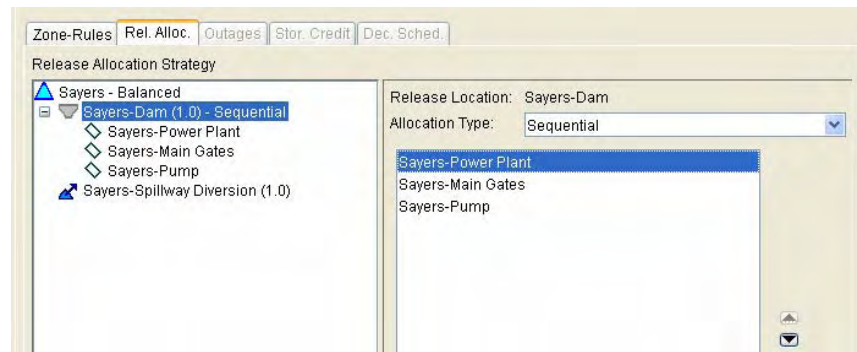 Zone-Rules Rel. Alloc. Outages Stor. Credit Dec. Sched.
Release Allocation Strategy
Sayers - Balanced
Sayers-Dam (1.0) - Sequential
Sayers-Power Plant
Sayers-Main Gates
Sayers-Pump
Sayers-Spillway Diversion (1.0)
Release Location: Sayers-Dam
Allocation Type: Sequential
Sayers-Power Plant
Sayers-Main Gates
Sayers-Pump